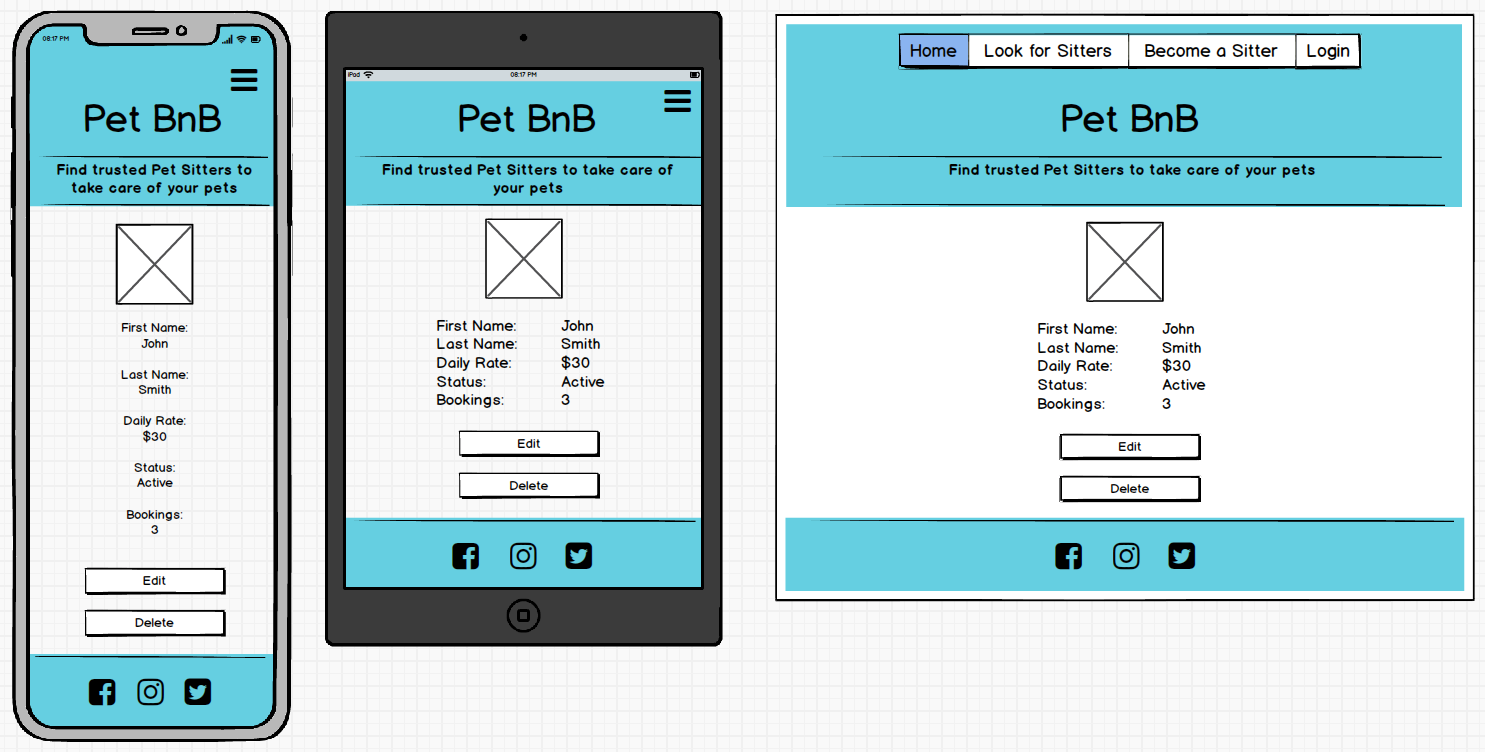 08:17 PM
Pet BnB
Find trusted Pet Sitters to
take care of your pets
First Name:
John
Last Name:
Smith
Daily Rate:
$30
Status:
Active
Bookings:
3
Edit
Delete
iPad
08:17 PM
Pet BnB
Find trusted Pet Sitters to take care of
your pets
First Name: John
Last Name: Smith
Daily Rate: $30
Status: Active
Bookings: 3
Edit
Delete
Home Look for Sitters Become a Sitter Login
Pet BnB
Find trusted Pet Sitters to take care of your pets
First Name: John
Last Name: Smith
Daily Rate: $30
Status: Active
Bookings: 3
Edit
Delete